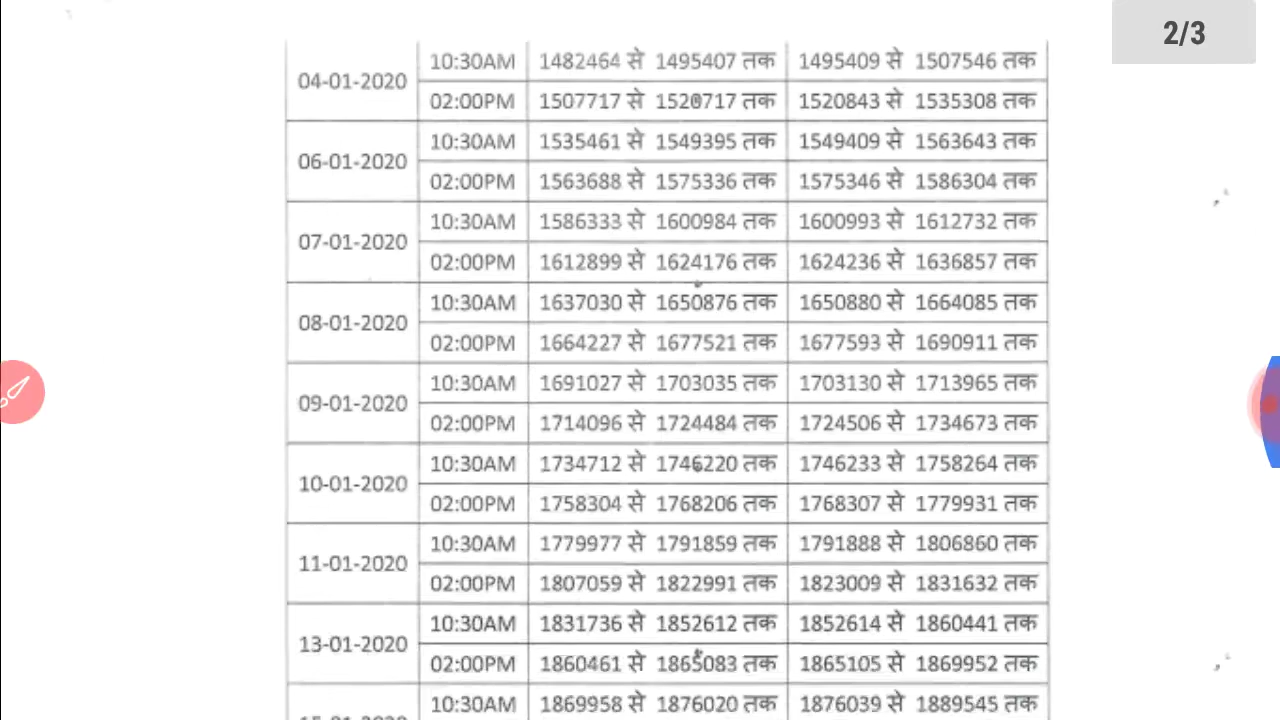 2/3
04-01-2020
10:30AM 1482464 से 1495407 तक 1495409 से 1507546 तक
02:00PM 1507717 से 1520717 तक 1520843 से 1535308 तक
06-01-2020
10:30AM 1535461 से 1549395 तक 1549409 से 1563643 तक
02:00PM 1563688 से 1575336 तक 1575346 से 1586304 तक
07-01-2020
10:30AM 1586333 से 1600984 तक 1600993 से 1612732 तक
02:00PM 1612899 से 1624176 तक 1624236 से 1636857 तक
08-01-2020
10:30AM 1637030 से 1650876 तक 1650880 से 1664085 तक
02:00PM 1664227 से 1677521 तक 1677593 से 1690911 तक
09-01-2020
10:30AM 1691027 से 1703035 तक 1703130 से 1713965 तक
02:00PM 1714096 से 1724484 तक 1724506 से 1734673 तक
10-01-2020
10:30AM 1734712 से 1746220 तक 1746233 से 1758264 तक
02:00PM 1758304 से 1768206 तक 1768307 से 1779931 तक
11-01-2020
10:30AM 1779977 से 1791859 तक 1791888 से 1806860 तक
02:00PM 1807059 से 1822991 तक 1823009 से 1831632 तक
13-01-2020
10:30AM 1831736 से 1852612 तक 1852614 से 1860441 तक
02:00PM 1860461 से 1865083 तक 1865105 से 1869952 तक
10:30AM 1869958 से 1876020 तक 1876039 से 1889545 तक